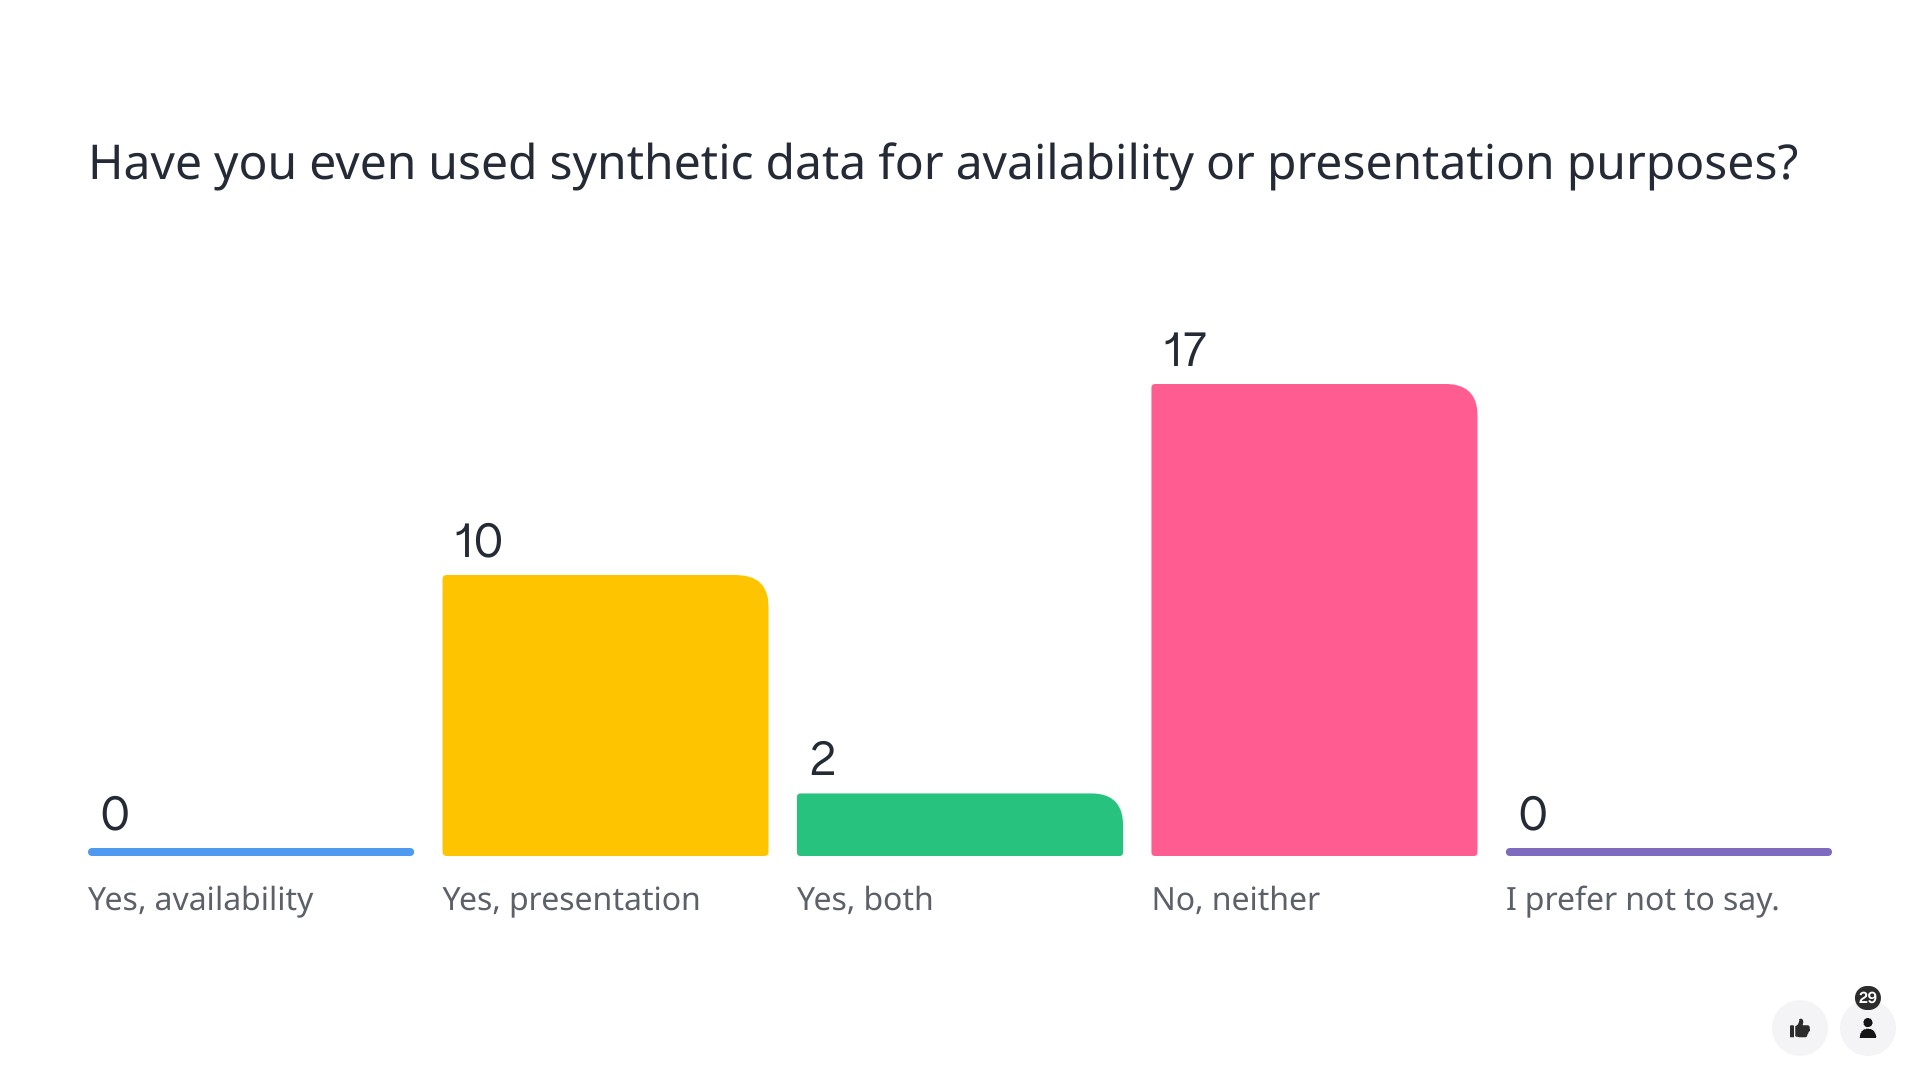 Have you even used synthetic data for availability or presentation purposes?
0
10
2
17
0
Yes, availability
Yes, presentation
Yes, both
No, neither
I prefer not to say.
29